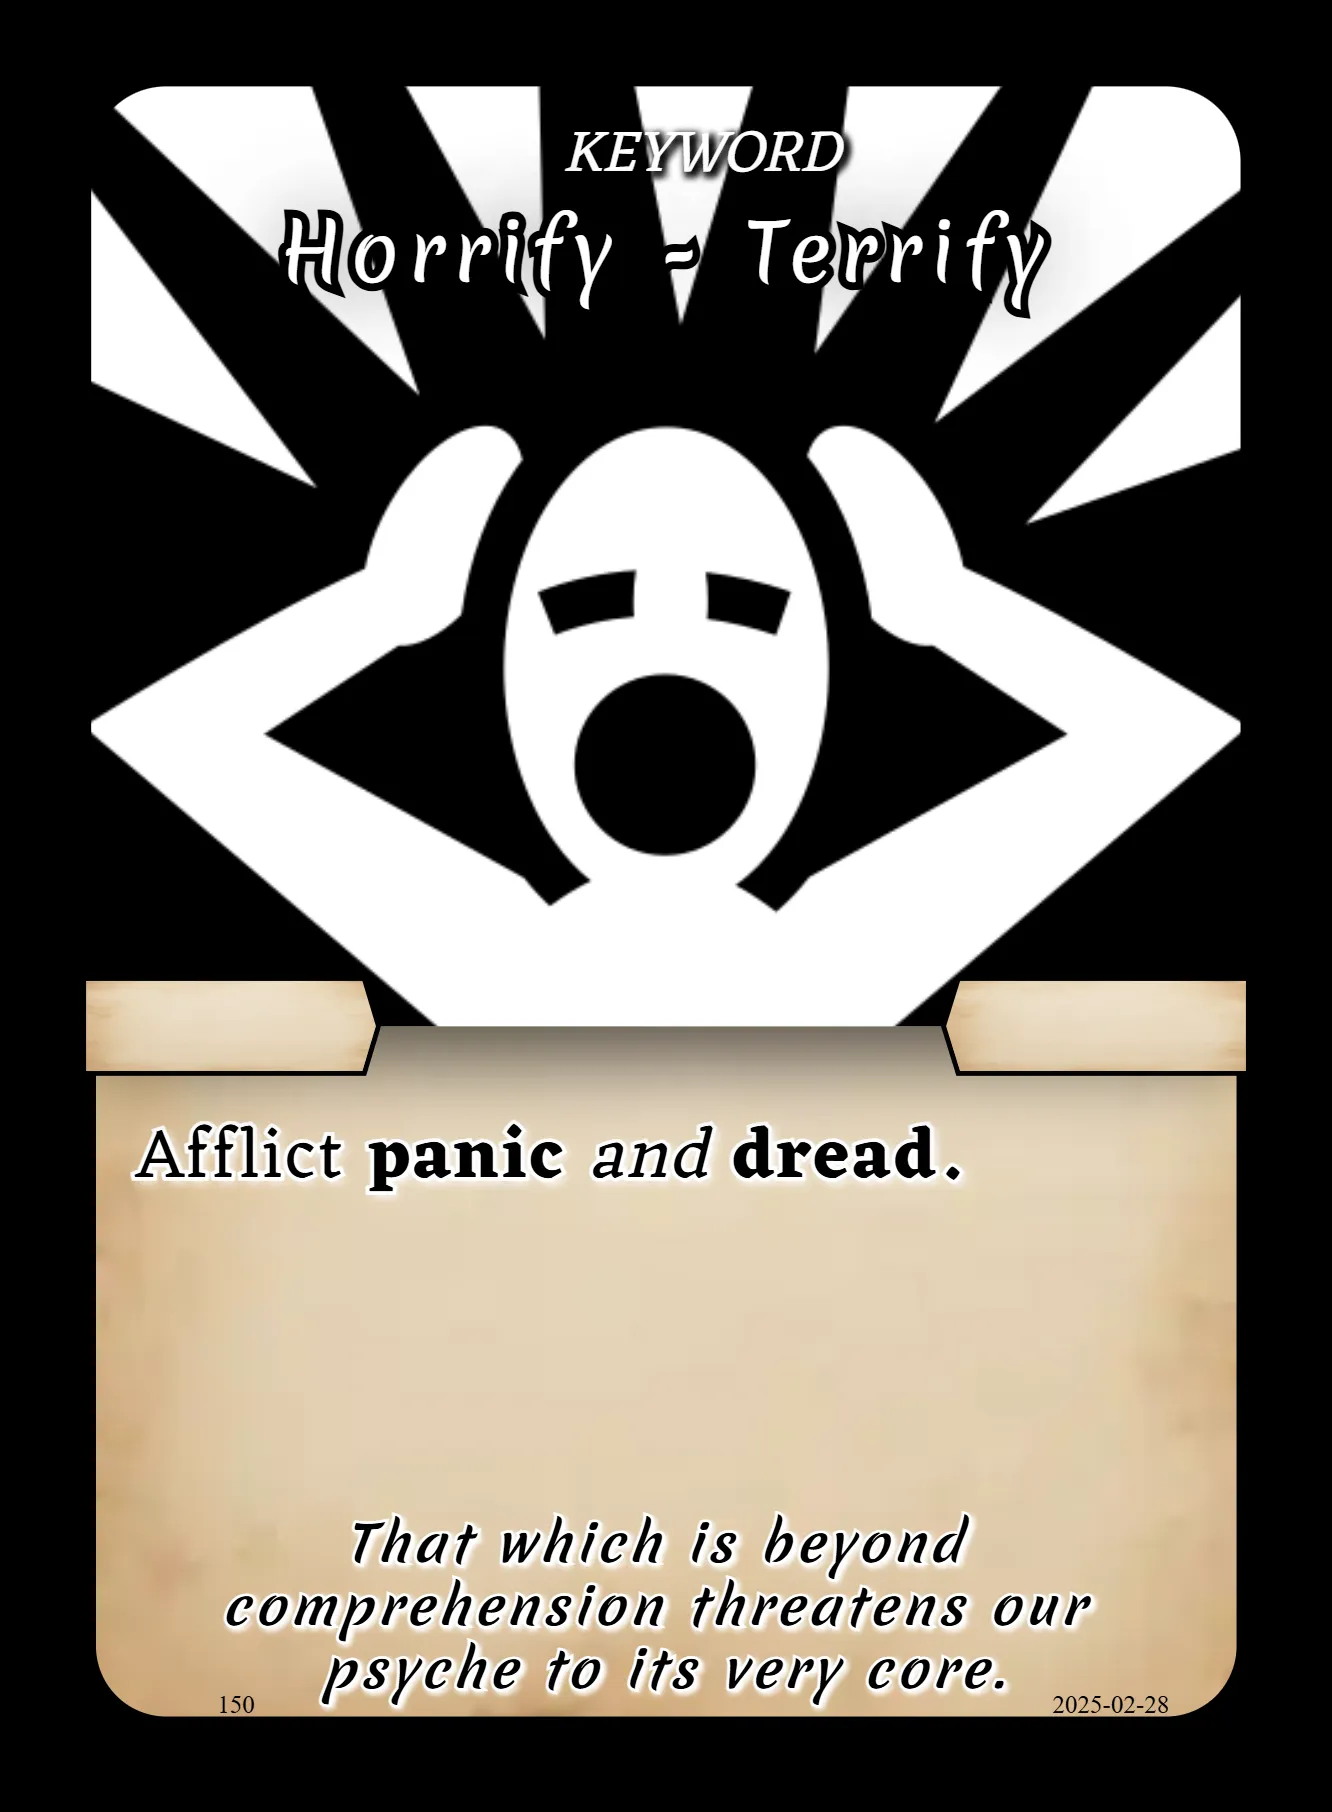 KEYWORD
Horrify ≈ Terrify
Afflict panic and dread.
That which is beyond
comprehension threatens our
psyche to its very core.
150
2025-02-28